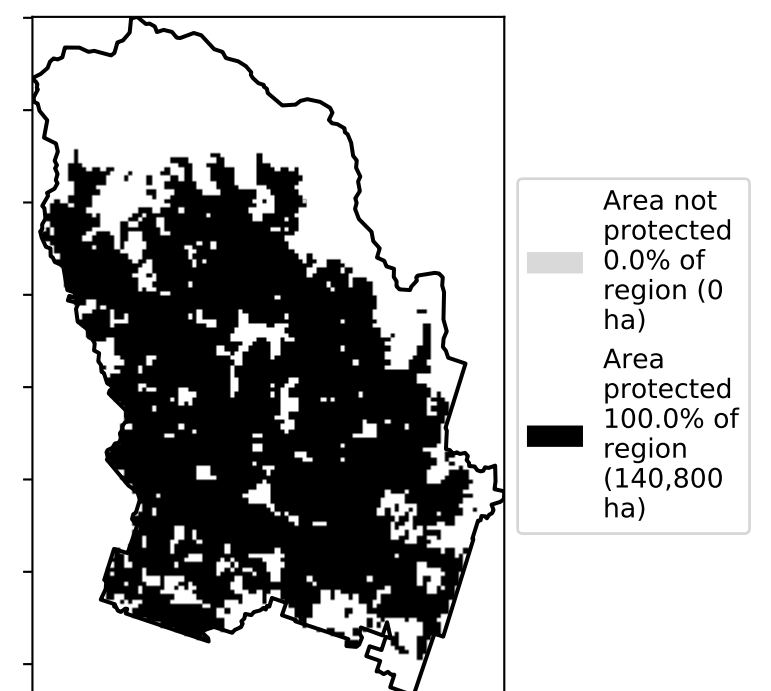 Area not
protected
0.0% of
region (0
ha)
Area
protected
100.0% of
region
(140,800
ha)